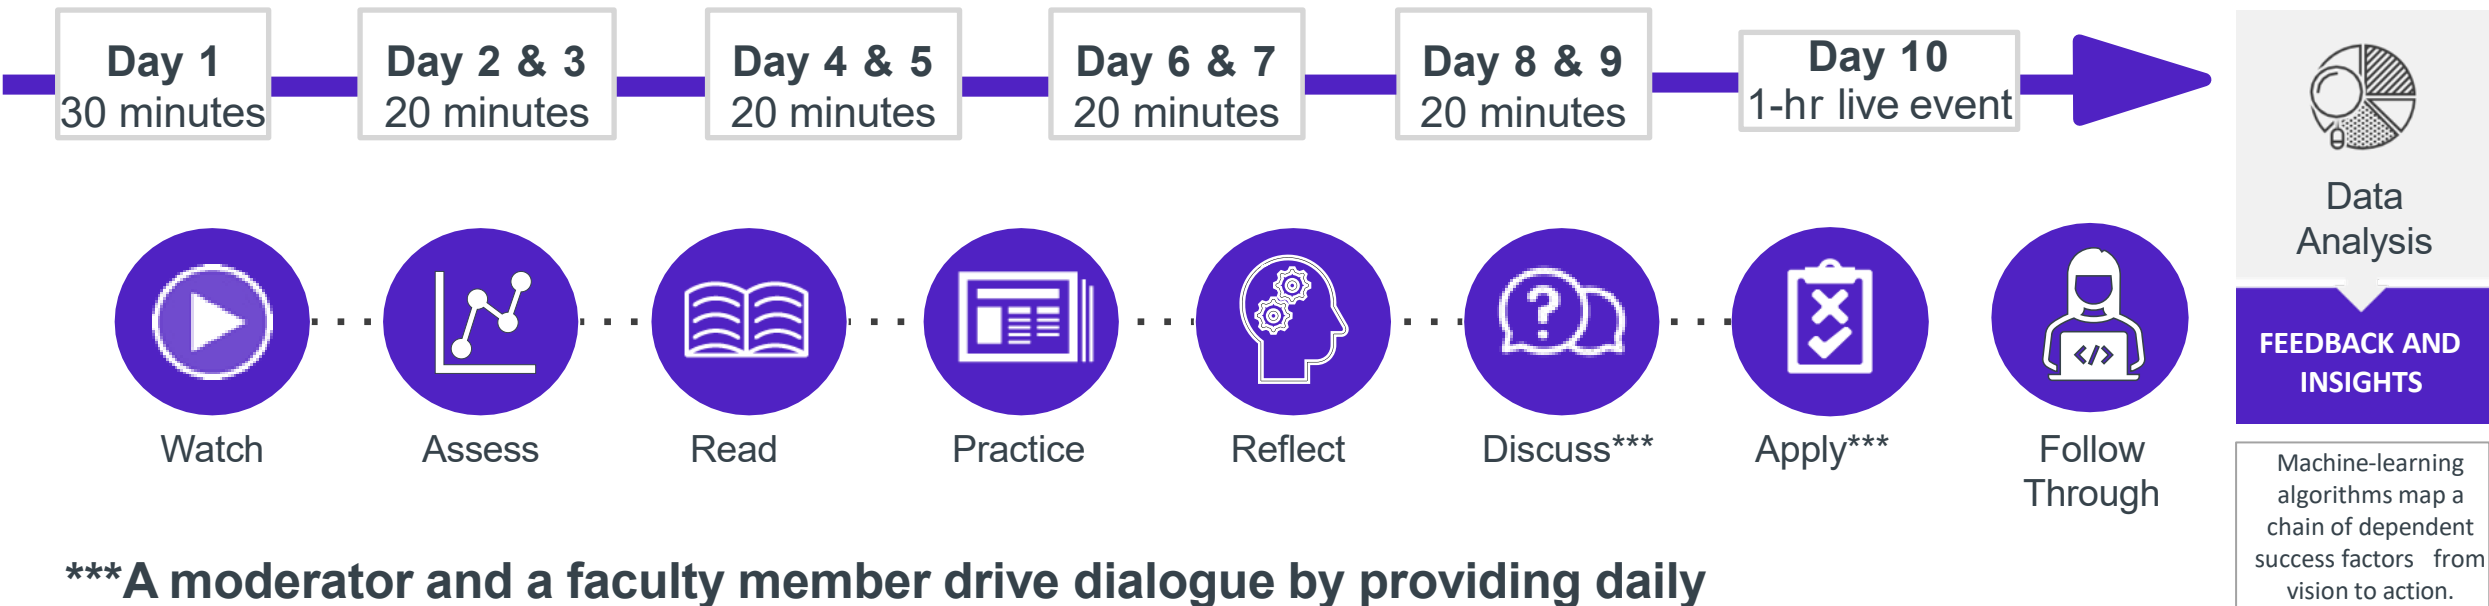 Day 1
30 minutes
Day 2 & 3
20 minutes
Day 4 & 5
20 minutes
Day 6 & 7
20 minutes
Day 8 & 9
20 minutes
Day 10
1-hr live event
Watch
Assess
Read
Practice
Reflect
Discuss***
Apply***
Follow
Through
</>
Data
Analysis
FEEDBACK AND
INSIGHTS
Machine-learning
algorithms map a
chain of dependent
success factors from
vision to action.
***A moderator and a faculty member drive dialogue by providing daily